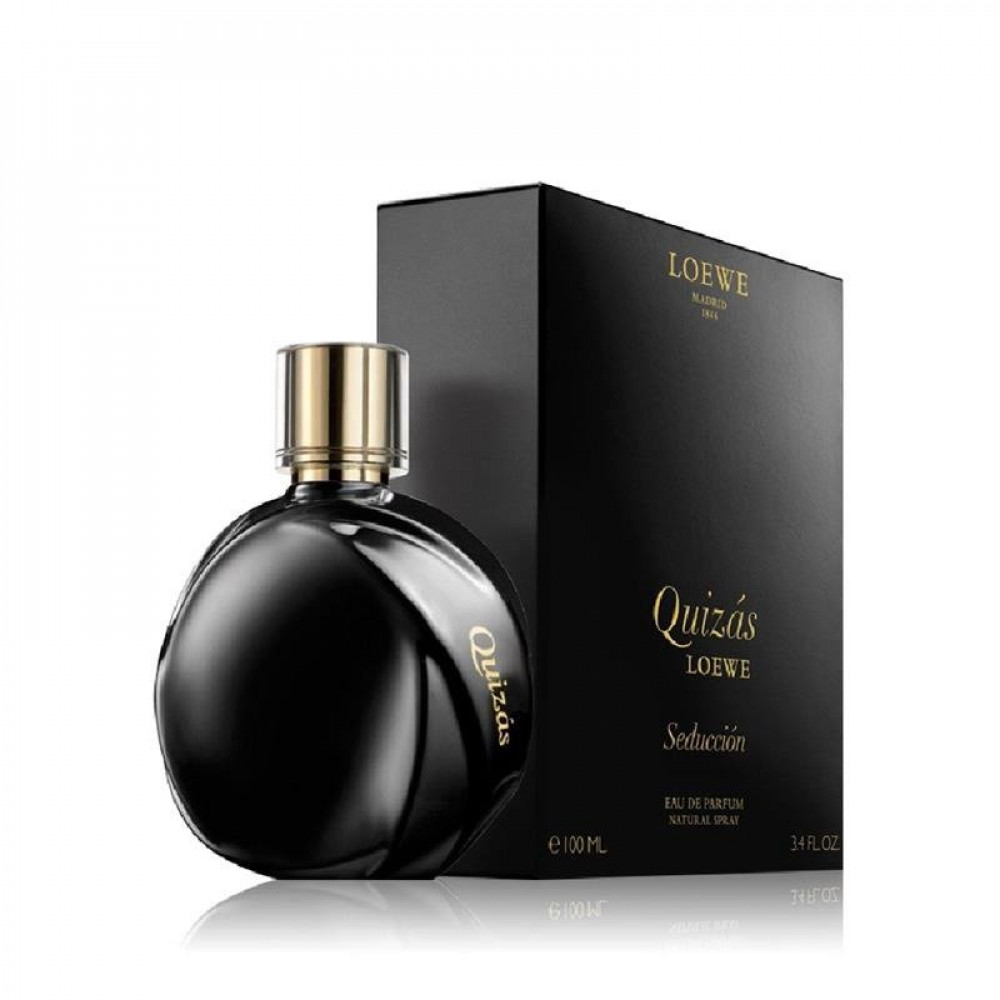 LOEWE
MADRID
1846
Quizás
LOEWE
Seducción
EAU DE PARFUM
NATURAL SPRAY
e 100 ML
3.4 FL.OZ.
Quizás